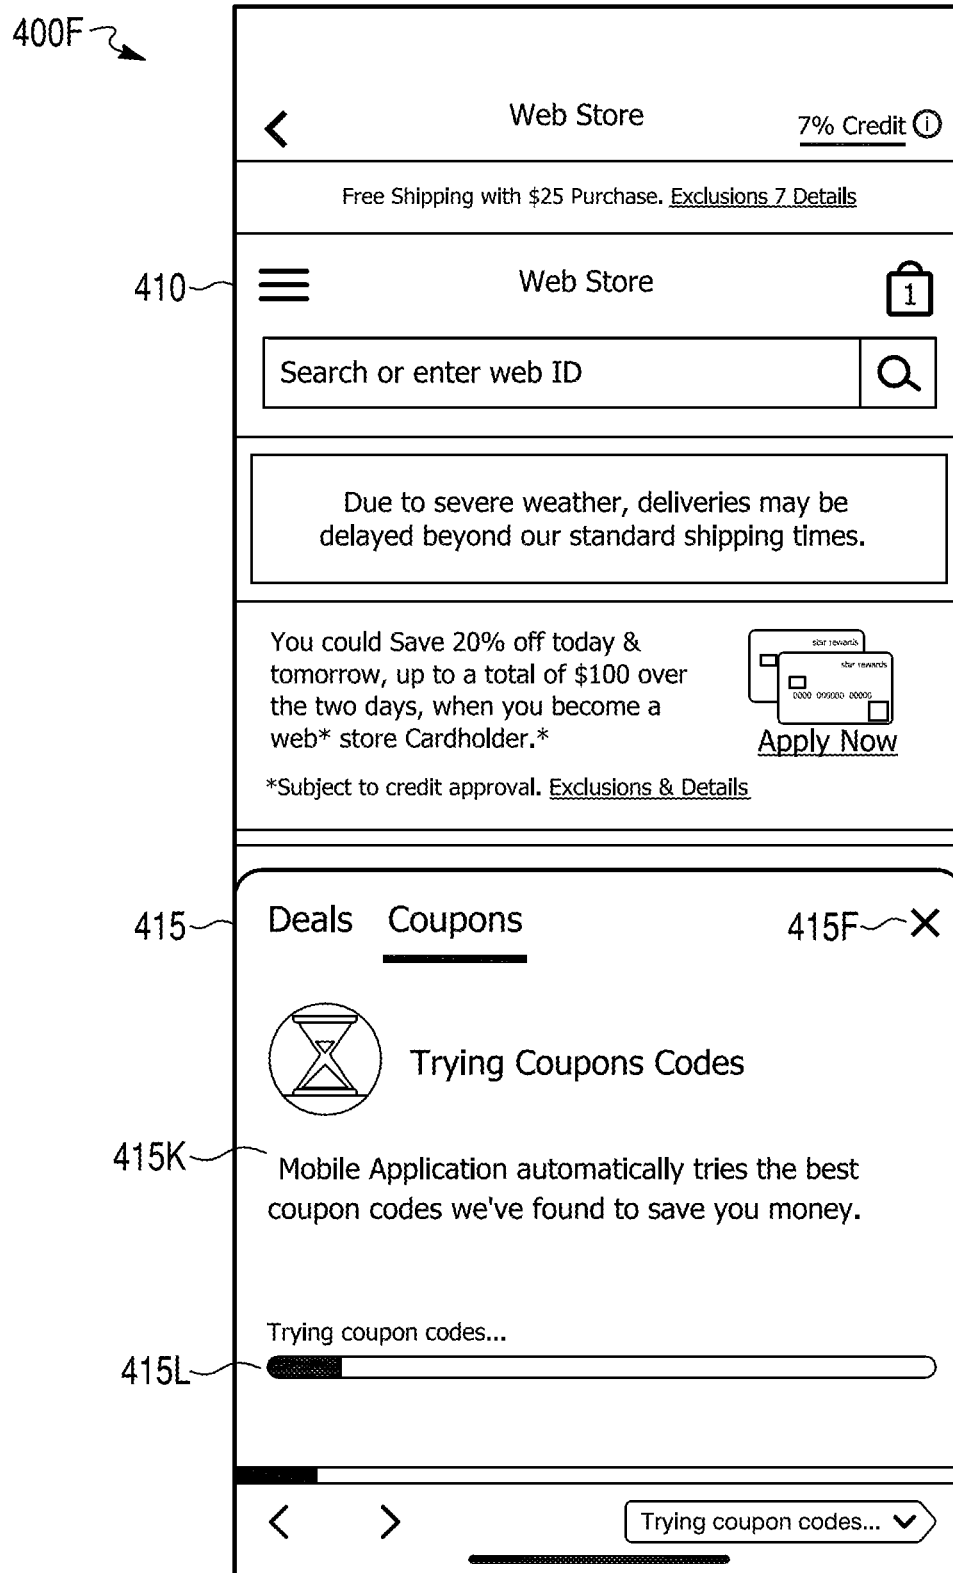 400F
Web Store
7% Credit
Free Shipping with $25 Purchase. Exclusions 7 Details
410
Web Store
1
Search or enter web ID
Due to severe weather, deliveries may be
delayed beyond our standard shipping times.
You could Save 20% off today &
tomorrow, up to a total of $100 over
the two days, when you become a
web* store Cardholder.*
star rewards
star rewards
Apply Now
*Subject to credit approval. Exclusions & Details
415
Deals Coupons
415F
Trying Coupons Codes
415K
Mobile Application automatically tries the best
coupon codes we've found to save you money.
Trying coupon codes...
415L
Trying coupon codes...